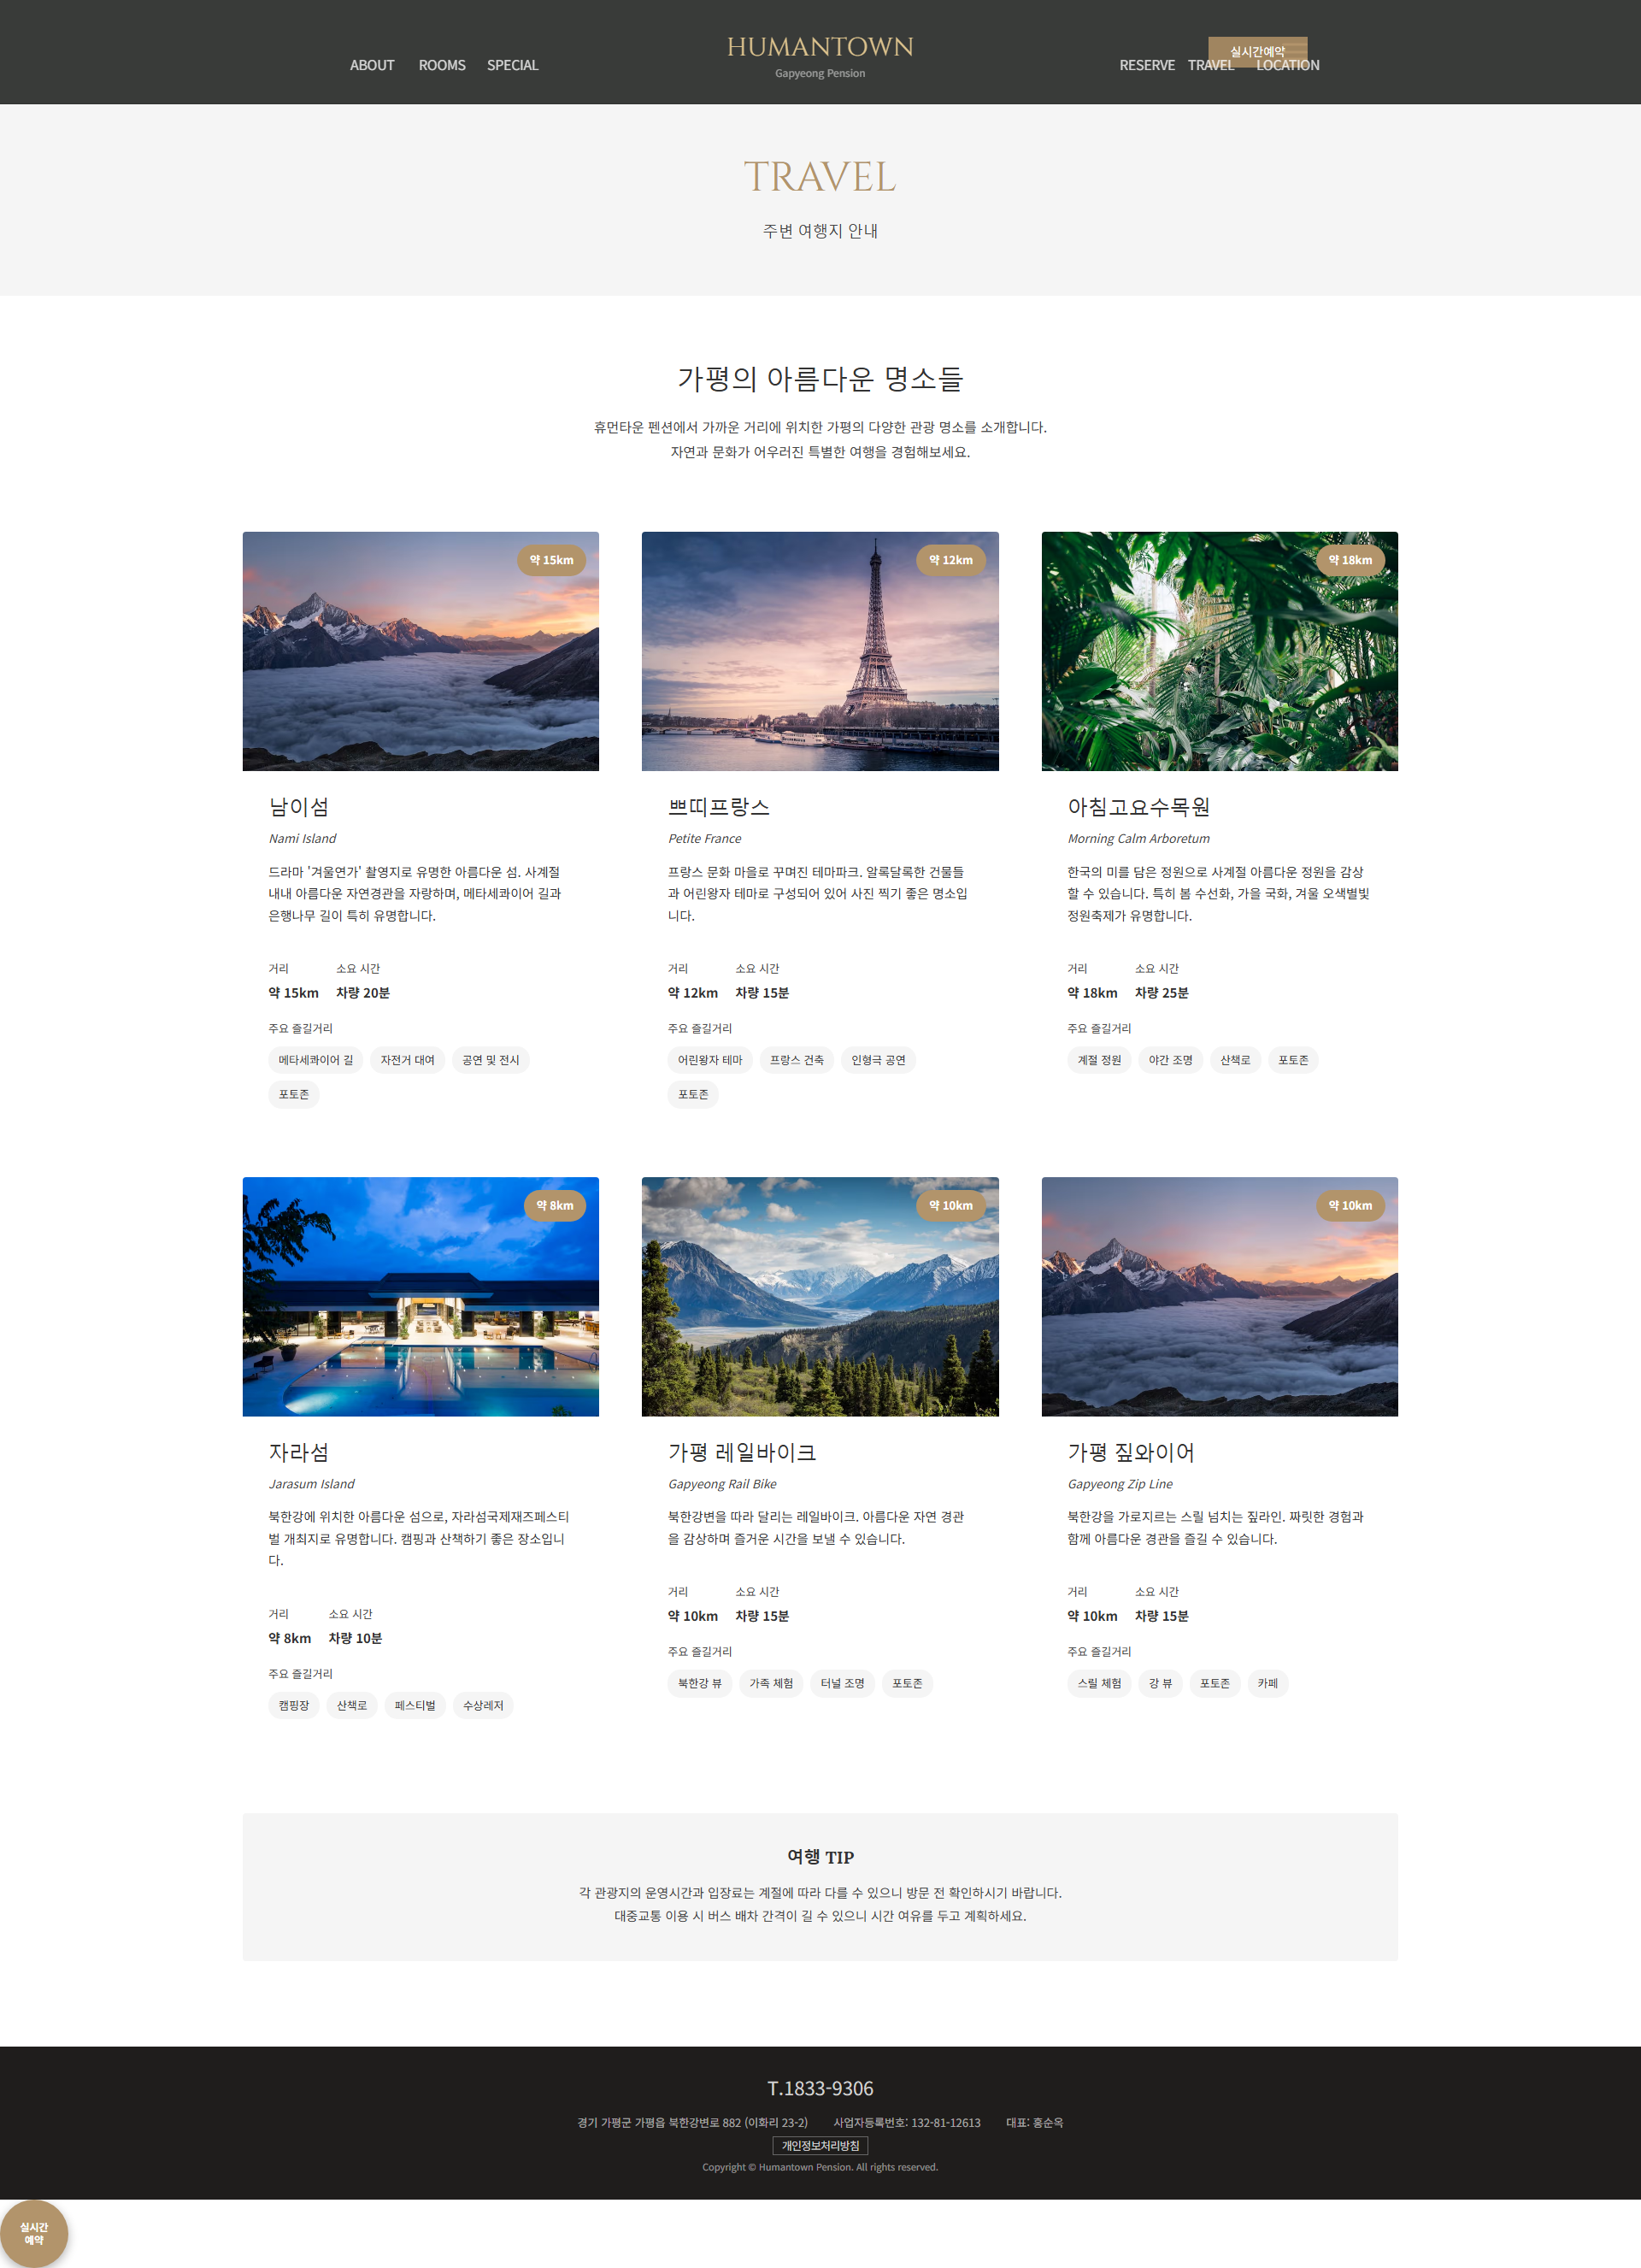 ABOUT ROOMS SPECIAL
HUMANTOWN
Gapyeong Pension
실시간예약
RESERVE TRAVEL LOCATION
TRAVEL
주변 여행지 안내
가평의 아름다운 명소들
휴먼타운 펜션에서 가까운 거리에 위치한 가평의 다양한 관광 명소를 소개합니다.
자연과 문화가 어우러진 특별한 여행을 경험해보세요.
약 15km
남이섬
Nami Island
드라마 '겨울연가' 촬영지로 유명한 아름다운 섬. 사계절
내내 아름다운 자연경관을 자랑하며, 메타세콰이어 길과
은행나무 길이 특히 유명합니다.
거리 소요 시간
약 15km 차량 20분
주요 즐길거리
메타세콰이어 길 자전거 대여 공연 및 전시
포토존
약 12km
쁘띠프랑스
Petite France
프랑스 문화 마을로 꾸며진 테마파크. 알록달록한 건물들
과 어린왕자 테마로 구성되어 있어 사진 찍기 좋은 명소입
니다.
거리 소요 시간
약 12km 차량 15분
주요 즐길거리
어린왕자 테마 프랑스 건축 인형극 공연
포토존
약 18km
아침고요수목원
Morning Calm Arboretum
한국의 미를 담은 정원으로 사계절 아름다운 정원을 감상
할 수 있습니다. 특히 봄 수선화, 가을 국화, 겨울 오색별빛
정원축제가 유명합니다.
거리 소요 시간
약 18km 차량 25분
주요 즐길거리
계절 정원 야간 조명 산책로 포토존
약 8km
자라섬
Jarasum Island
북한강에 위치한 아름다운 섬으로, 자라섬국제재즈페스티
벌 개최지로 유명합니다. 캠핑과 산책하기 좋은 장소입니
다.
거리 소요 시간
약 8km 차량 10분
주요 즐길거리
캠핑장 산책로 페스티벌 수상레저
약 10km
가평 레일바이크
Gapyeong Rail Bike
북한강변을 따라 달리는 레일바이크. 아름다운 자연 경관
을 감상하며 즐거운 시간을 보낼 수 있습니다.
거리 소요 시간
약 10km 차량 15분
주요 즐길거리
북한강 뷰 가족 체험 터널 조명 포토존
약 10km
가평 짚와이어
Gapyeong Zip Line
북한강을 가로지르는 스릴 넘치는 짚라인. 짜릿한 경험과
함께 아름다운 경관을 즐길 수 있습니다.
거리 소요 시간
약 10km 차량 15분
주요 즐길거리
스릴 체험 강 뷰 포토존 카페
여행 TIP
각 관광지의 운영시간과 입장료는 계절에 따라 다를 수 있으니 방문 전 확인하시기 바랍니다.
대중교통 이용 시 버스 배차 간격이 길 수 있으니 시간 여유를 두고 계획하세요.
T.1833-9306
경기 가평군 가평읍 북한강변로 882 (이화리 23-2) 사업자등록번호: 132-81-12613 대표: 홍순옥
개인정보처리방침
Copyright © Humantown Pension. All rights reserved.
실시간
예약